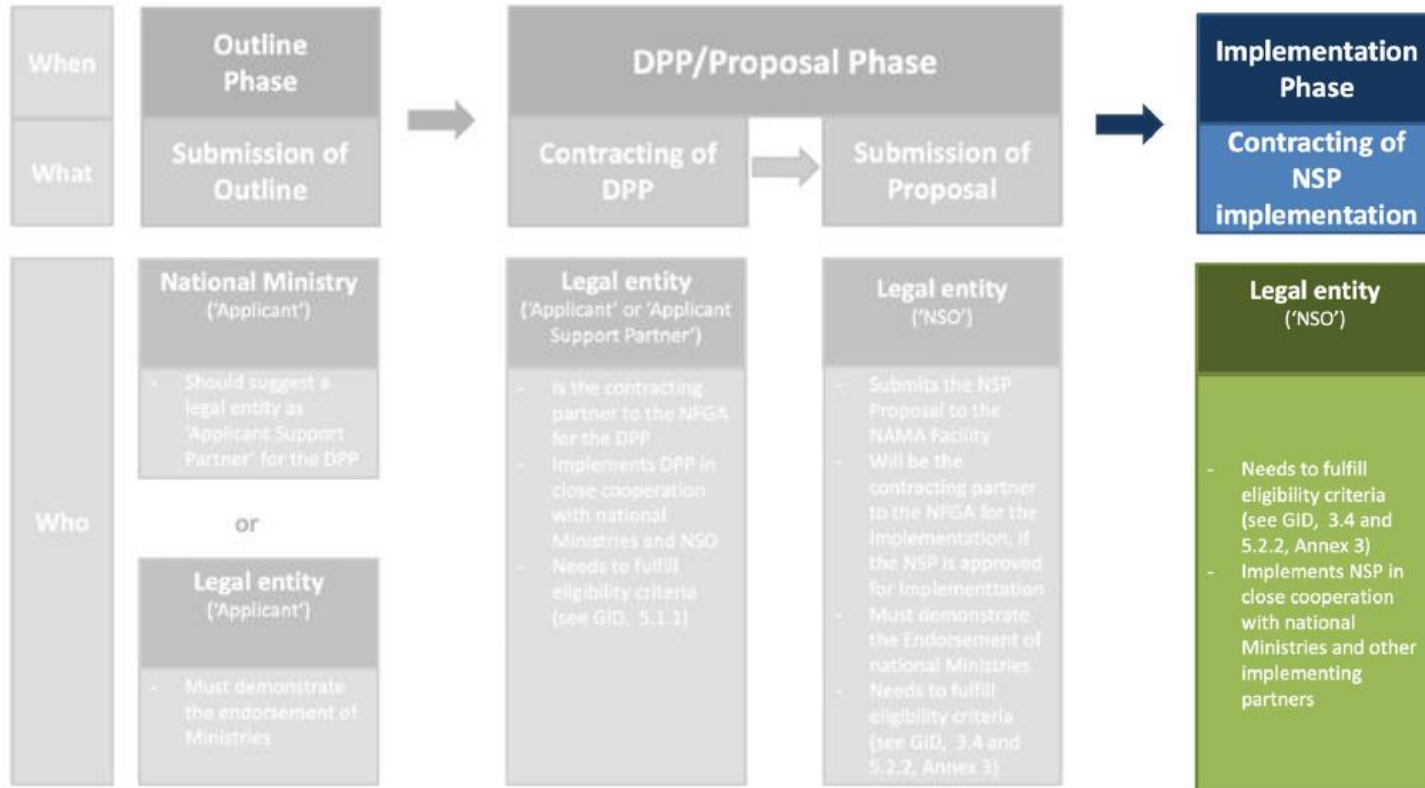 When
What
Who
Outline
Phase
Submission of
Outline
National Ministry
('Applicant')
- Should suggest a
legal entity as
'Applicant Support
Partner' for the DPP
or
Legal entity
('Applicant')
- Must demonstrate
the endorsement of
Ministries
DPP/Proposal Phase
Contracting of
DPP
Legal entity
('Applicant' or 'Applicant
Support Partner')
- Is the contracting
partner to the NFGA
for the DPP
- Implements DPP in
close cooperation
with national
Ministries and NSO
- Needs to fulfill
eligibility criteria
(see GID, 5.1.1)
Submission of
Proposal
Legal entity
('NSO')
- Submits the NSP
Proposal to the
NAMA Facility
- Will be the
contracting partner
to the NFGA for the
Implementation, if
the NSP is approved
for Implementtation
- Must demonstrate
the Endorsement of
national Ministries
- Needs to fulfill
eligibility criteria
(see GID, 3.4 and
5.2.2, Annex 3)
Implementation
Phase
Contracting of
NSP
implementation
Legal entity
('NSO')
- Needs to fulfill
eligibility criteria
(see GID, 3.4 and
5.2.2, Annex 3)
- Implements NSP in
close cooperation
with national
Ministries and other
implementing
partners